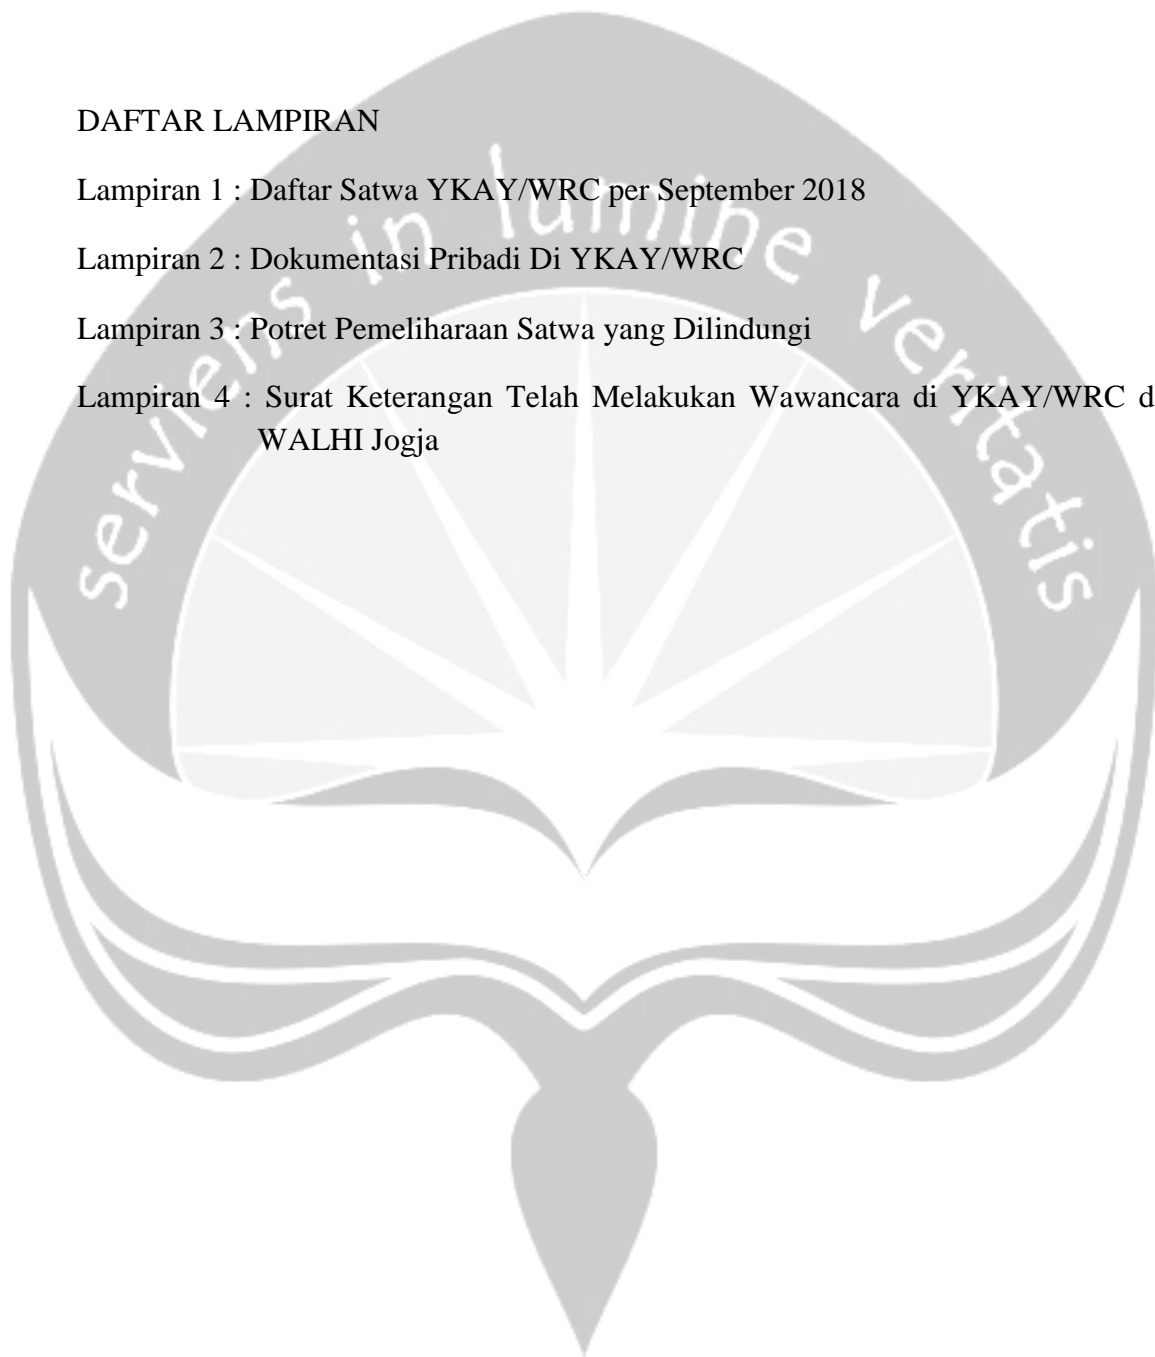 DAFTAR LAMPIRAN
Lampiran 1 : Daftar Satwa YKAY/WRC per September 2018
Lampiran 2 : Dokumentasi Pribadi Di YKAY/WRC
Lampiran 3 : Potret Pemeliharaan Satwa yang Dilindungi
Lampiran 4 : Surat Keterangan Telah Melakukan Wawancara di YKAY/WRC d
WALHI Jogja
serviens in lumine veritatis